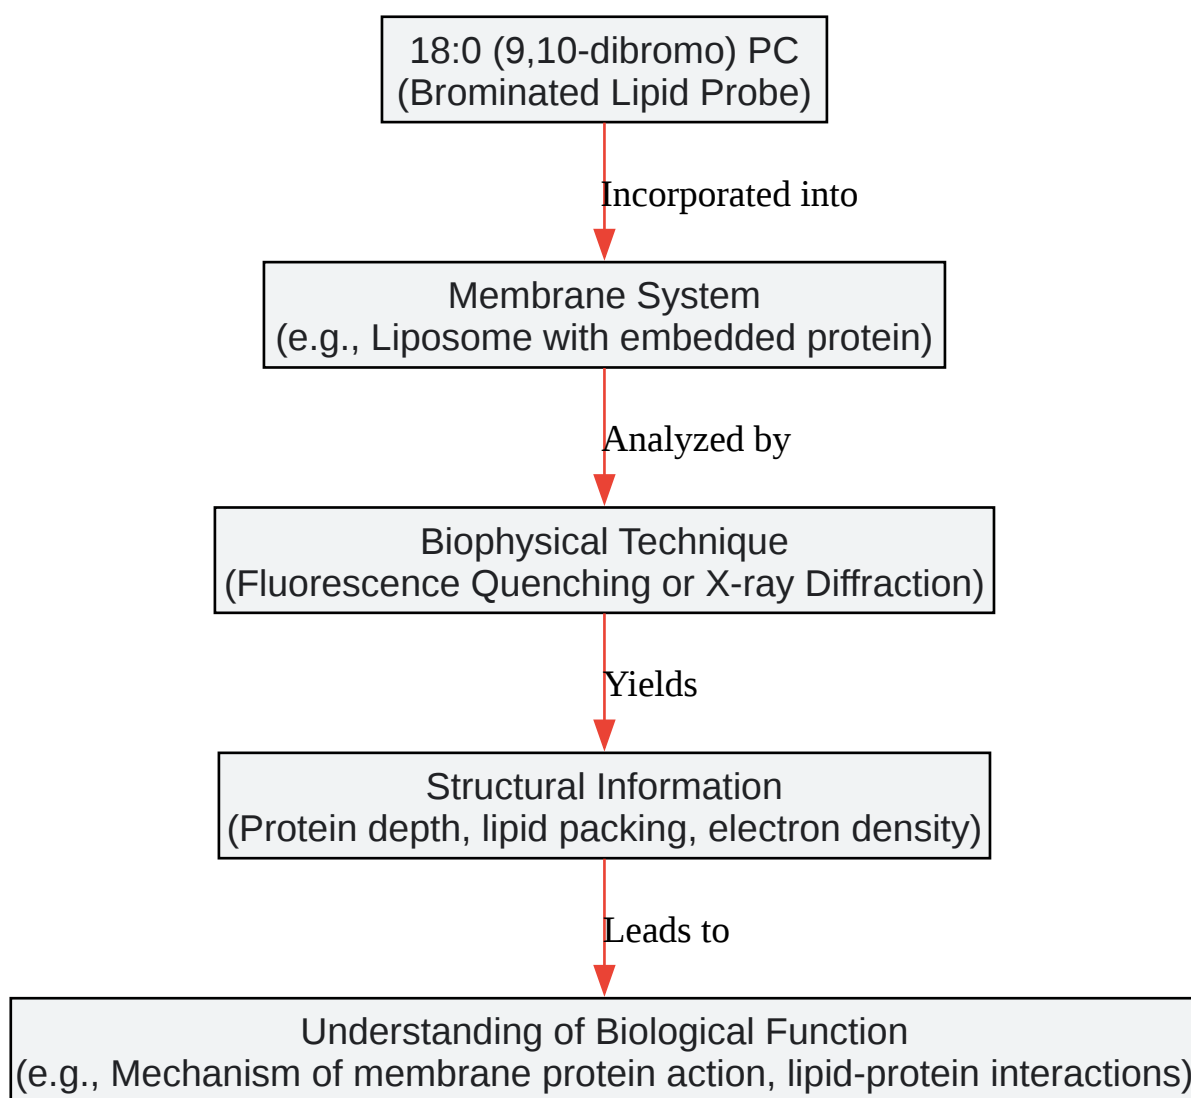 18:0 (9,10-dibromo) PC
(Brominated Lipid Probe)
Incorporated into
Membrane System
(e.g., Liposome with embedded protein)
Analyzed by
Biophysical Technique
(Fluorescence Quenching or X-ray Diffraction)
Yields
Structural Information
(Protein depth, lipid packing, electron density)
Leads to
Understanding of Biological Function
(e.g., Mechanism of membrane protein action, lipid-protein interactions)